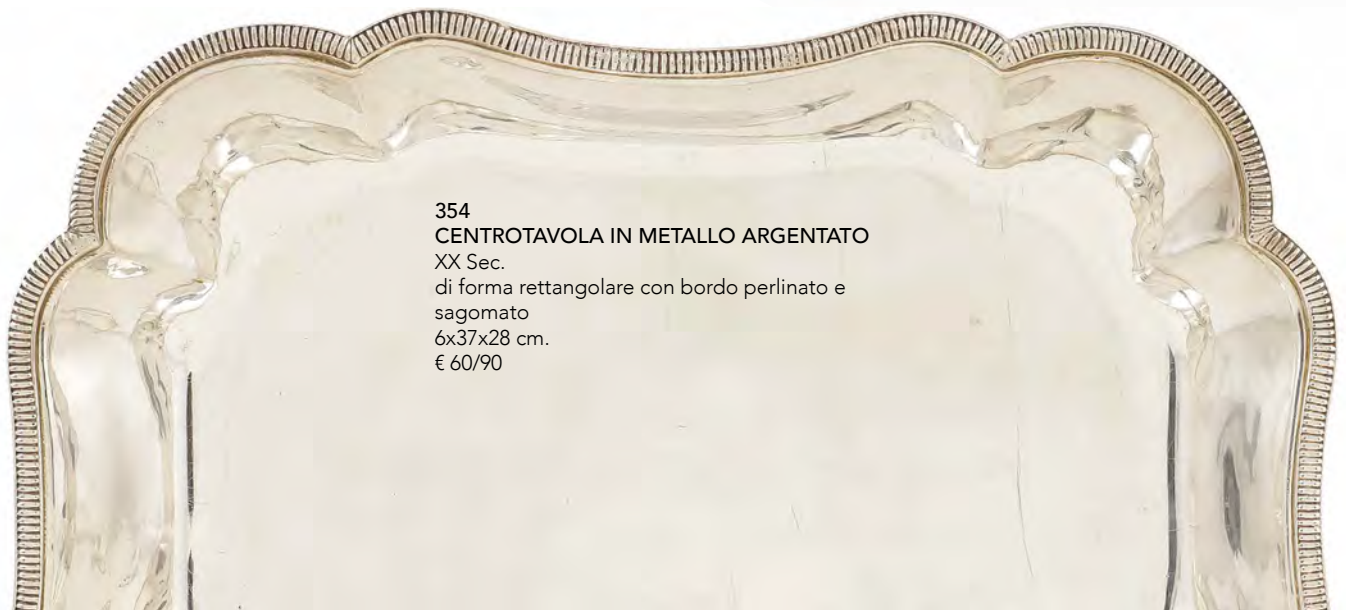 354
CENTROTAVOLA IN METALLO ARGENTATO
XX Sec.
di forma rettangolare con bordo perlinato e
sagomato
6x37x28 cm.
€ 60/90